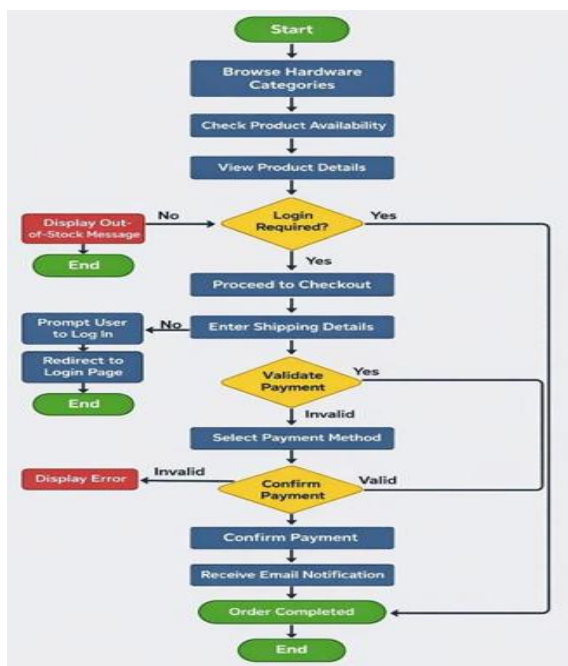 Start
Browse Hardware
Categories
Check Product Availability
View Product Details
No
Login
Required?
Yes
Display Out-
of-Stock Message
End
Yes
Proceed to Checkout
Prompt User
to Log In
No
Enter Shipping Details
Redirect to
Login Page
Validate
Payment
Yes
End
Invalid
Select Payment Method
Display Error
Invalid
Confirm
Payment
Valid
Confirm Payment
Receive Email Notification
Order Completed
End